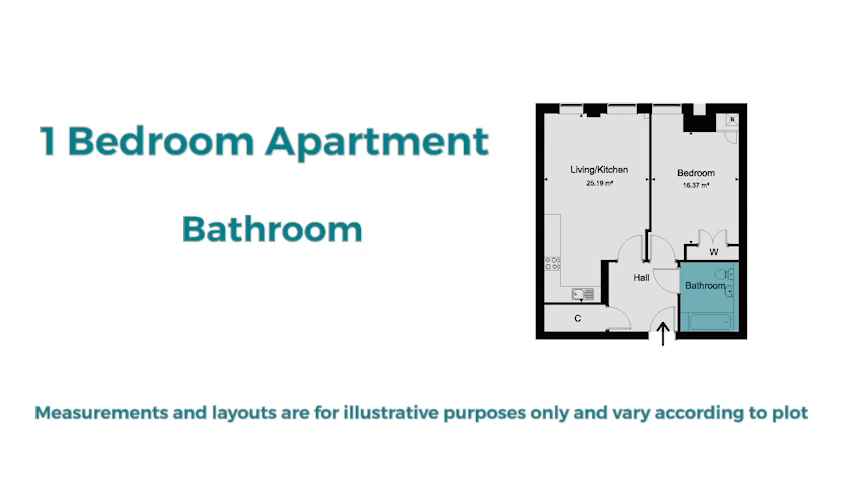 1 Bedroom Apartment
Bathroom
Living/Kitchen
25.19 m²
Bedroom
16.37 m²
W
Hall
Bathroom
C
Measurements and layouts are for illustrative purposes only and vary according to plot